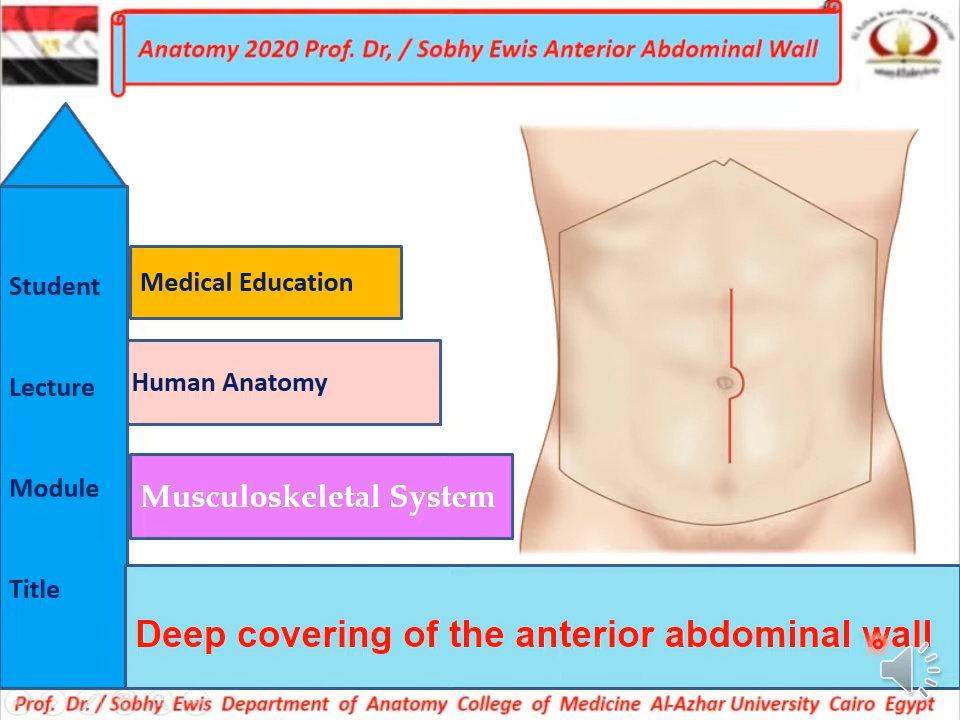 Anatomy 2020 Prof. Dr, / Sobhy Ewis Anterior Abdominal Wall
Student
Medical Education
Lecture
Human Anatomy
Module
Musculoskeletal System
Title
Deep covering of the anterior abdominal wall
Prof. Dr. / Sobhy Ewis Department of Anatomy College of Medicine Al-Azhar University Cairo Egypt